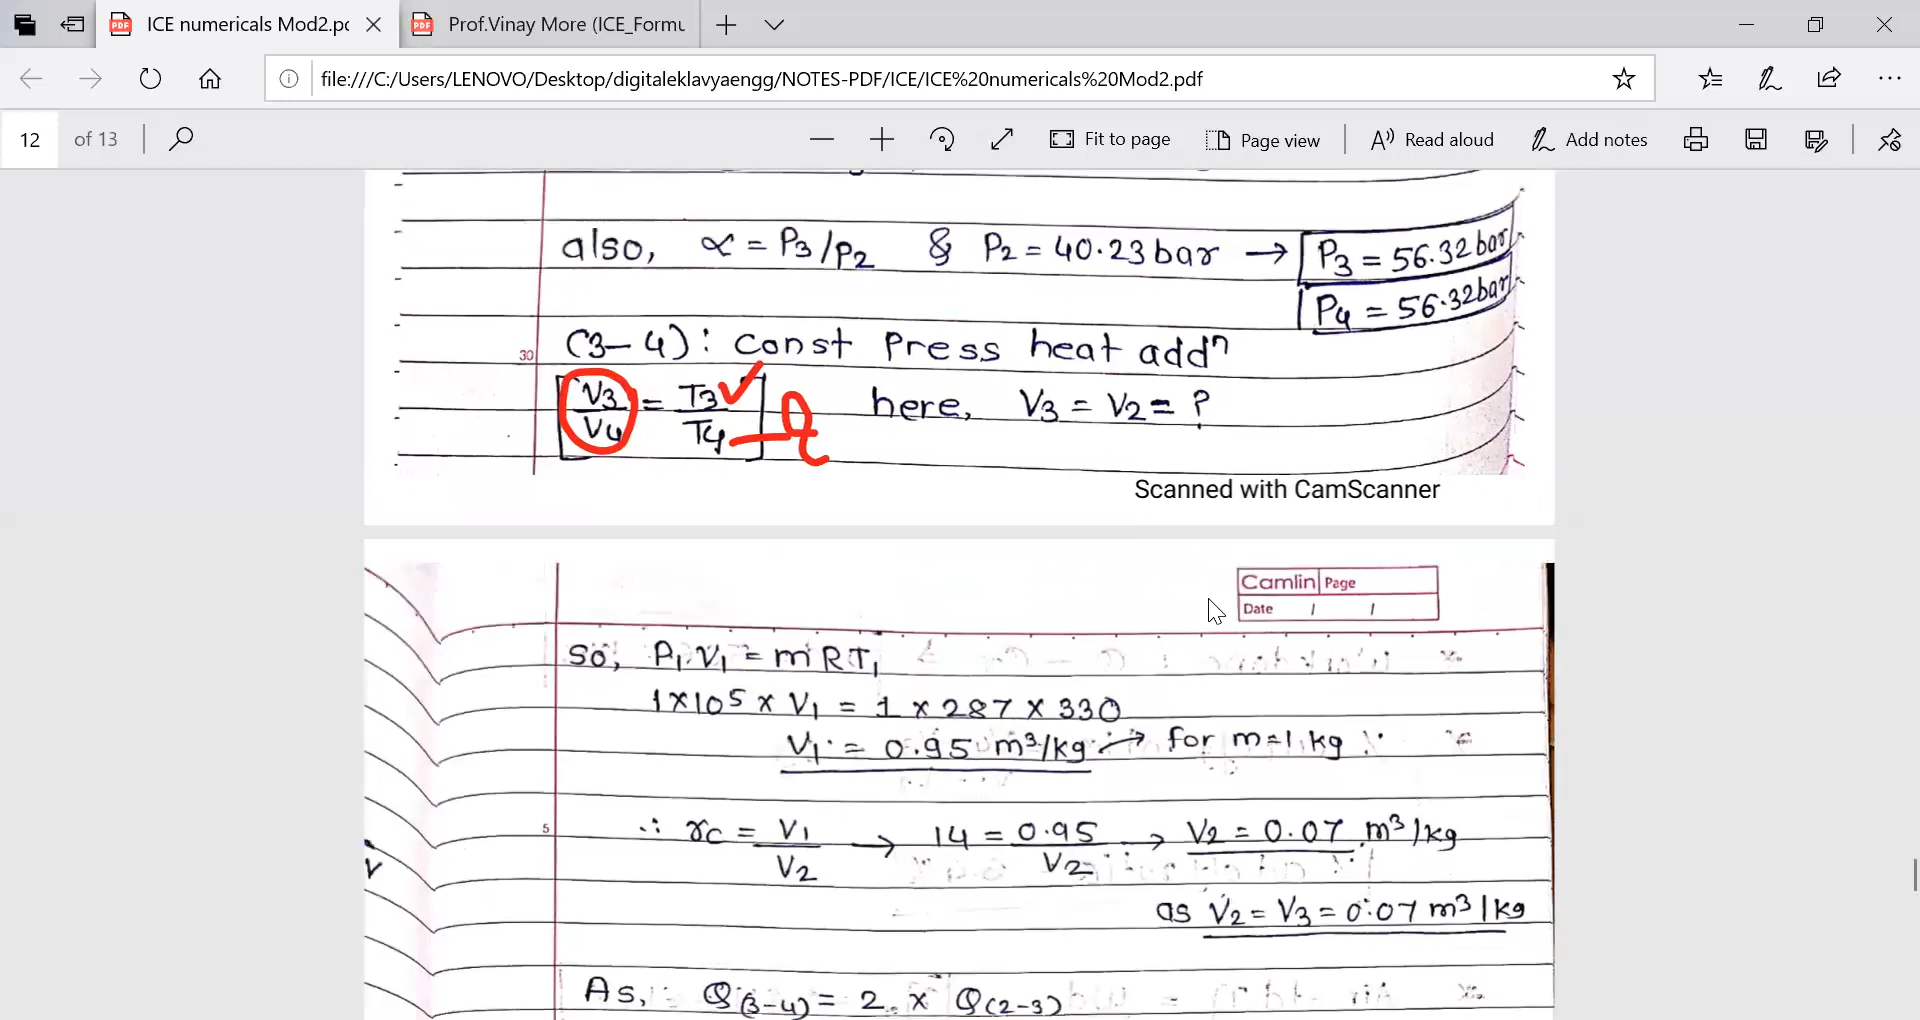 ICE numericals Mod2.pd
Prof.Vinay More (ICE_Formu
file:///C:/Users/LENOVO/Desktop/digitaleklavyaengg/NOTES-PDF/ICE/ICE%20numericals%20Mod2.pdf
12 of 13 Fit to page Page view Read aloud Add notes
also, ∝ = P3/P2 & P2 = 40.23 bar → P3 = 56.32 bar
P4 = 56.32 bar
30 (3-4): const Press heat addⁿ
V3/V4 = T3/T4 here, V3 = V2 = ?
Scanned with CamScanner
Camlin Page
Date / /
So, P1V1 = mRT1
1×10⁵ × V1 = 1 × 287 × 330
V1 = 0.95 m³/kg → for m=1 kg
5 ∴ rc = V1/V2 → 14 = 0.95/V2 → V2 = 0.07 m³/kg
as V2 = V3 = 0.07 m³/kg
As, Q(3-4) = 2 × Q(2-3)